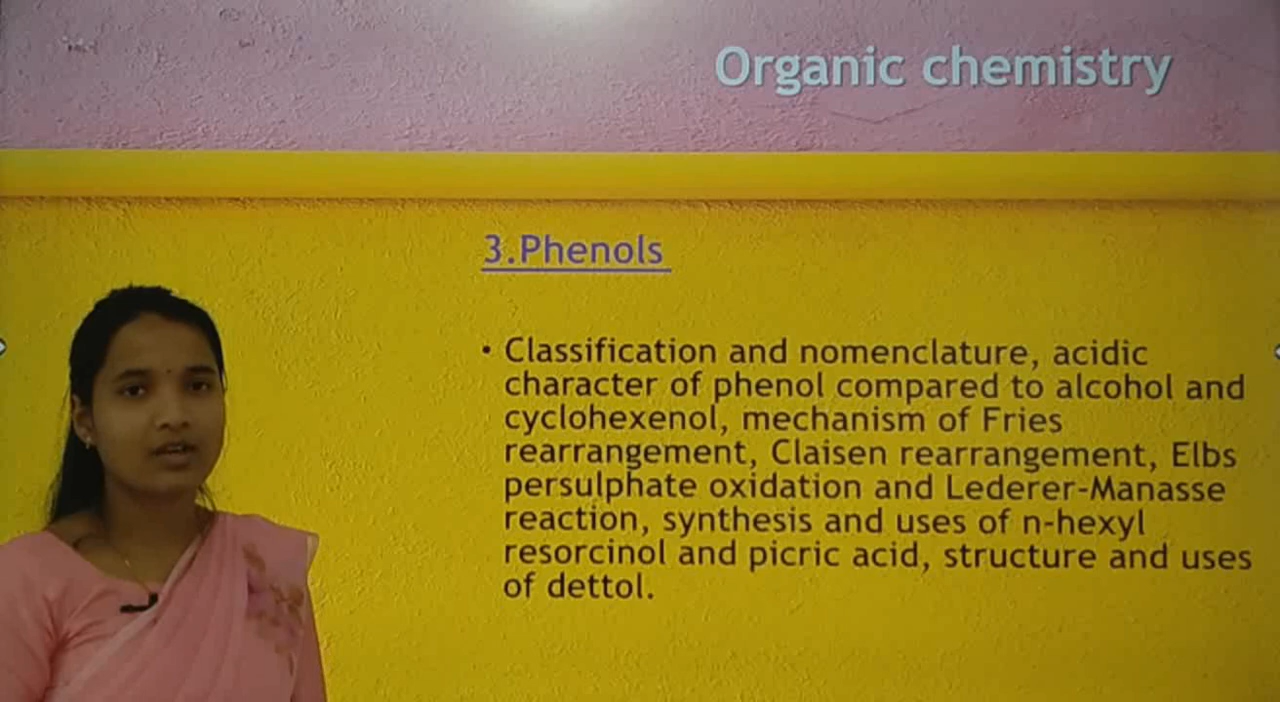 Organic chemistry
3.Phenols
• Classification and nomenclature, acidic
character of phenol compared to alcohol and
cyclohexenol, mechanism of Fries
rearrangement, Claisen rearrangement, Elbs
persulphate oxidation and Lederer-Manasse
reaction, synthesis and uses of n-hexyl
resorcinol and picric acid, structure and uses
of dettol.